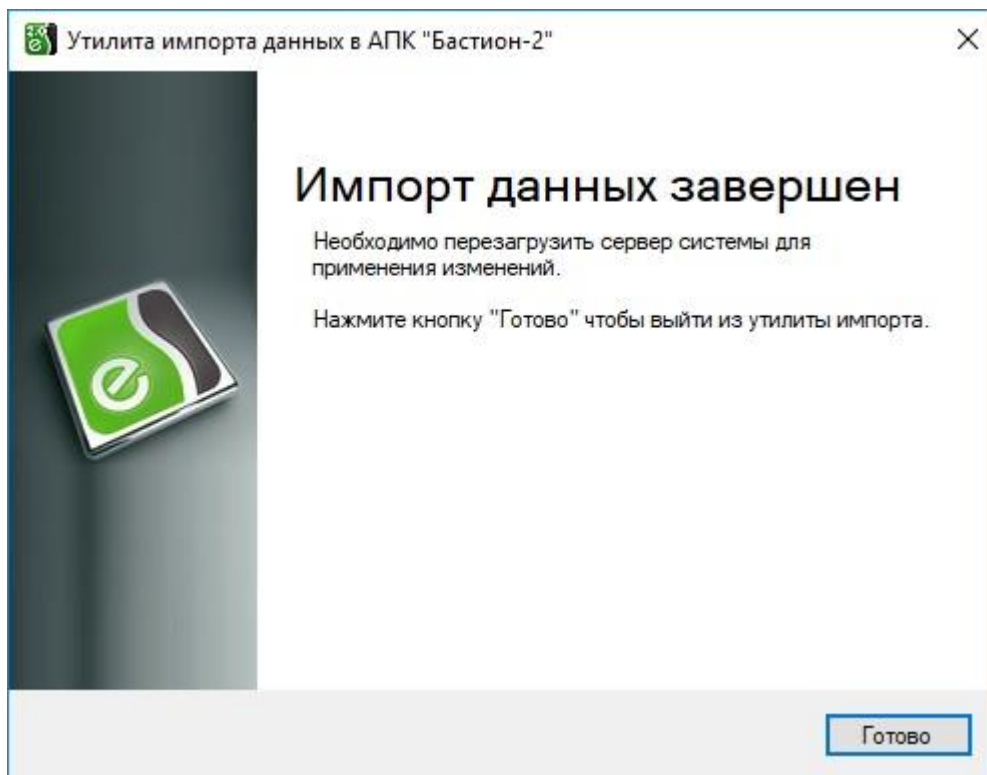 Утилита импорта данных в АПК "Бастион-2"
Импорт данных завершен
Необходимо перезагрузить сервер системы для
применения изменений.
Нажмите кнопку "Готово" чтобы выйти из утилиты импорта.
e
Готово